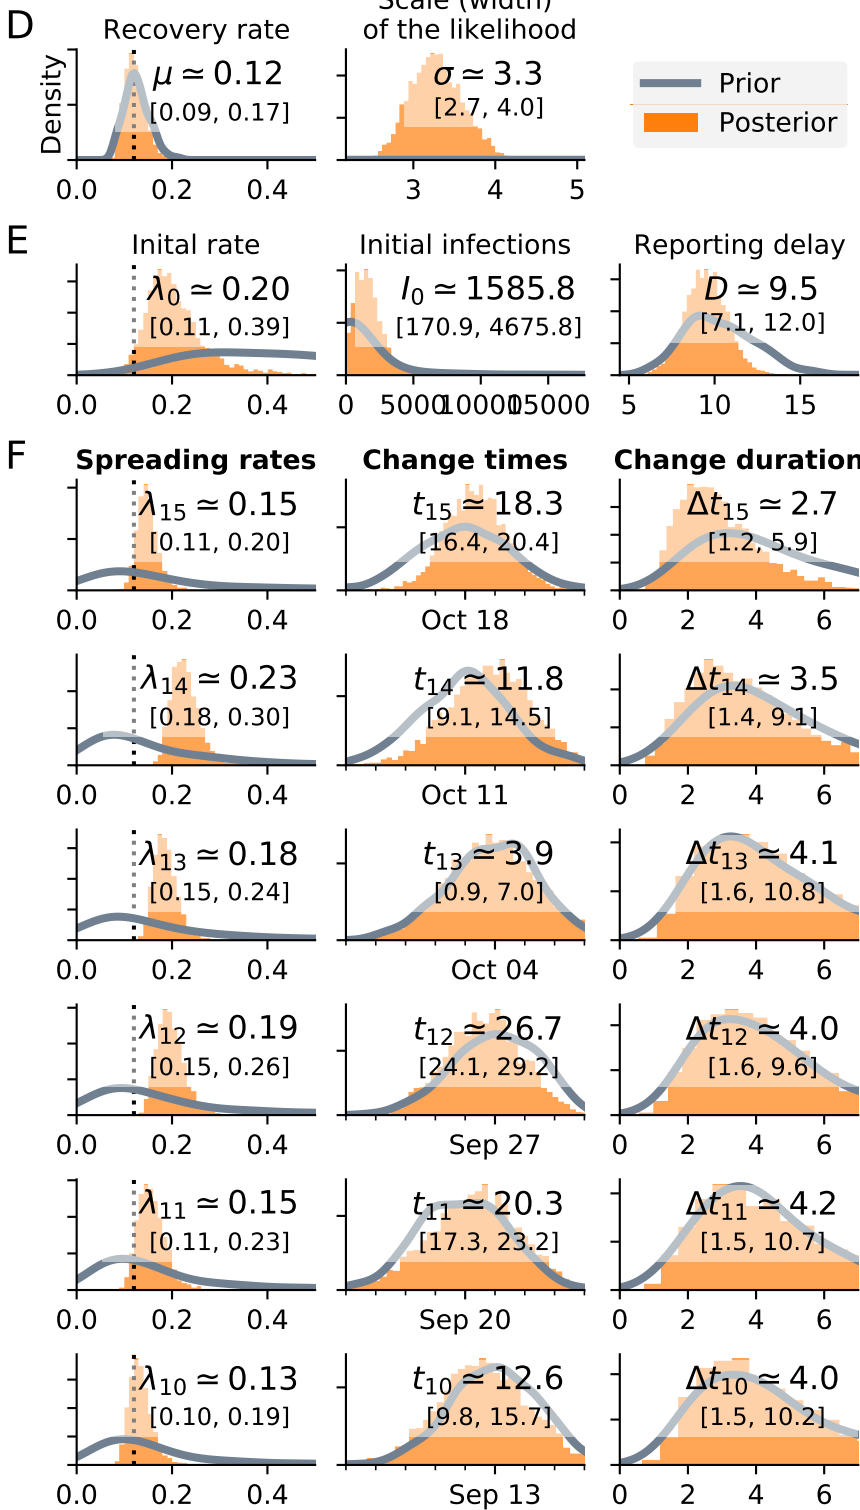 D
Scale (width)
Recovery rate
of the likelihood
Density
μ ≃ 0.12
[0.09, 0.17]
σ ≃ 3.3
[2.7, 4.0]
Prior
Posterior
0.0 0.2 0.4
3 4 5
E
Inital rate
Initial infections
Reporting delay
λ0 ≃ 0.20
[0.11, 0.39]
I0 ≃ 1585.8
[170.9, 4675.8]
D ≃ 9.5
[7.1, 12.0]
0.0 0.2 0.4
0 5000 10000 15000
5 10 15
F
Spreading rates
Change times
Change duration
λ15 ≃ 0.15
[0.11, 0.20]
t15 ≃ 18.3
[16.4, 20.4]
Δt15 ≃ 2.7
[1.2, 5.9]
0.0 0.2 0.4
Oct 18
0 2 4 6
λ14 ≃ 0.23
[0.18, 0.30]
t14 ≃ 11.8
[9.1, 14.5]
Δt14 ≃ 3.5
[1.4, 9.1]
0.0 0.2 0.4
Oct 11
0 2 4 6
λ13 ≃ 0.18
[0.15, 0.24]
t13 ≃ 3.9
[0.9, 7.0]
Δt13 ≃ 4.1
[1.6, 10.8]
0.0 0.2 0.4
Oct 04
0 2 4 6
λ12 ≃ 0.19
[0.15, 0.26]
t12 ≃ 26.7
[24.1, 29.2]
Δt12 ≃ 4.0
[1.6, 9.6]
0.0 0.2 0.4
Sep 27
0 2 4 6
λ11 ≃ 0.15
[0.11, 0.23]
t11 ≃ 20.3
[17.3, 23.2]
Δt11 ≃ 4.2
[1.5, 10.7]
0.0 0.2 0.4
Sep 20
0 2 4 6
λ10 ≃ 0.13
[0.10, 0.19]
t10 ≃ 12.6
[9.8, 15.7]
Δt10 ≃ 4.0
[1.5, 10.2]
0.0 0.2 0.4
Sep 13
0 2 4 6